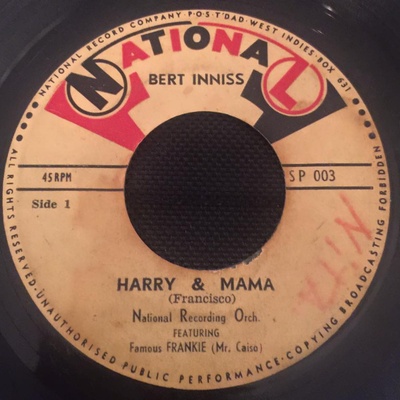 NATIONAL RECORD COMPANY P·O·S·T'DAD·WEST INDIES·BOX 631
NATIONAL
BERT INNISS
45 RPM
SP 003
Side 1
HARRY & MAMA
(Francisco)
National Recording Orch.
FEATURING
Famous FRANKIE (Mr. Caiso)
ALL RIGHTS RESERVED·UNAUTHORISED PUBLIC PERFORMANCE·COPYING BROADCASTING FORBIDDEN